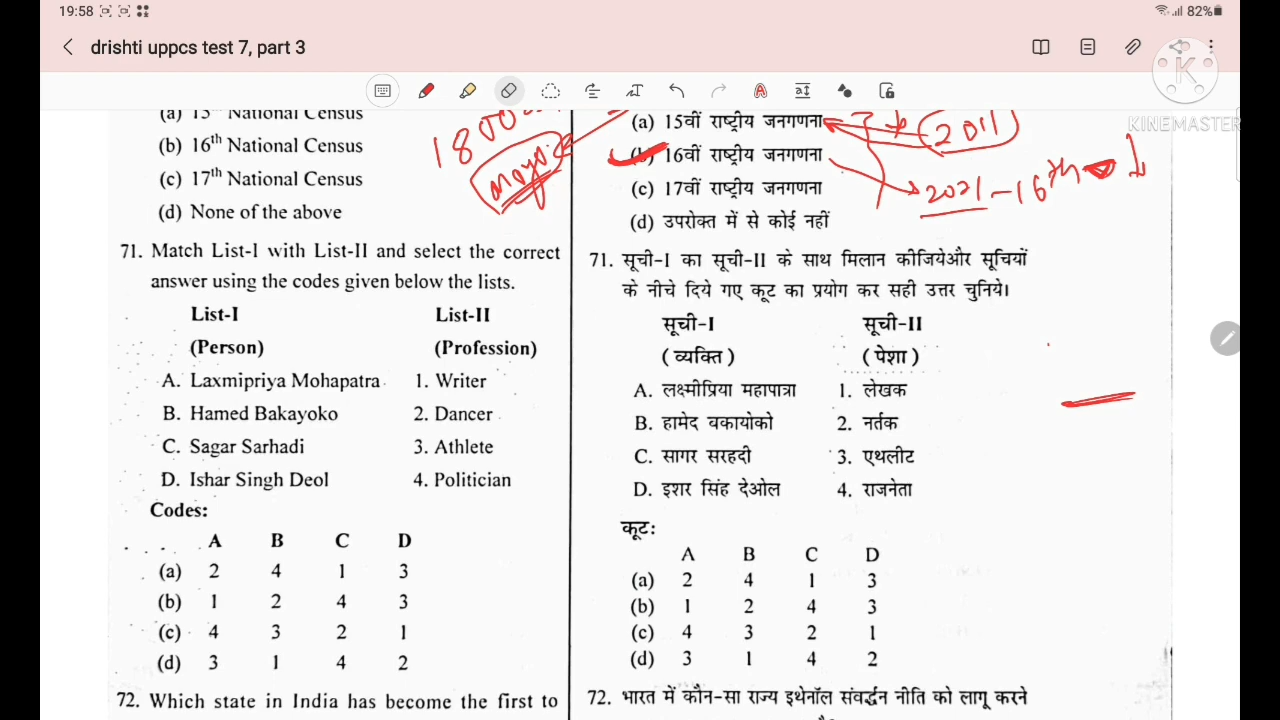 19:58
82%
drishti uppcs test 7, part 3
KINEMASTER
(a) 15th National Census
(b) 16th National Census
(c) 17th National Census
(d) None of the above
71. Match List-I with List-II and select the correct
answer using the codes given below the lists.
List-I List-II
(Person) (Profession)
A. Laxmipriya Mohapatra 1. Writer
B. Hamed Bakayoko 2. Dancer
C. Sagar Sarhadi 3. Athlete
D. Ishar Singh Deol 4. Politician
Codes:
A B C D
(a) 2 4 1 3
(b) 1 2 4 3
(c) 4 3 2 1
(d) 3 1 4 2
72. Which state in India has become the first to
(a) 15वीं राष्ट्रीय जनगणना
(b) 16वीं राष्ट्रीय जनगणना
(c) 17वीं राष्ट्रीय जनगणना
(d) उपरोक्त में से कोई नहीं
2011
2021 - 16th
Mayo
71. सूची-I का सूची-II के साथ मिलान कीजियेऔर सूचियों
के नीचे दिये गए कूट का प्रयोग कर सही उत्तर चुनिये।
सूची-I सूची-II
(व्यक्ति) (पेशा)
A. लक्ष्मीप्रिया महापात्रा 1. लेखक
B. हामेद बकायोको 2. नर्तक
C. सागर सरहदी 3. एथलीट
D. इशर सिंह देओल 4. राजनेता
कूटः
A B C D
(a) 2 4 1 3
(b) 1 2 4 3
(c) 4 3 2 1
(d) 3 1 4 2
72. भारत में कौन-सा राज्य इथेनॉल संवर्द्धन नीति को लागू करने